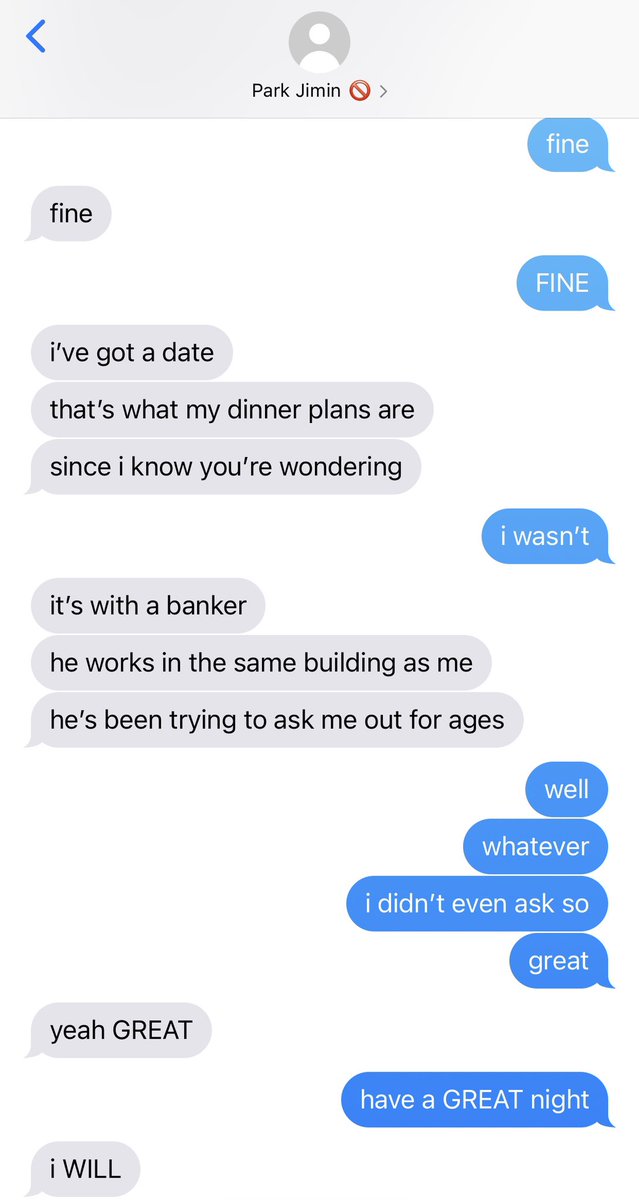 Park Jimin 🚫
fine
fine
FINE
i’ve got a date
that’s what my dinner plans are
since i know you’re wondering
i wasn’t
it’s with a banker
he works in the same building as me
he’s been trying to ask me out for ages
well
whatever
i didn’t even ask so
great
yeah GREAT
have a GREAT night
i WILL